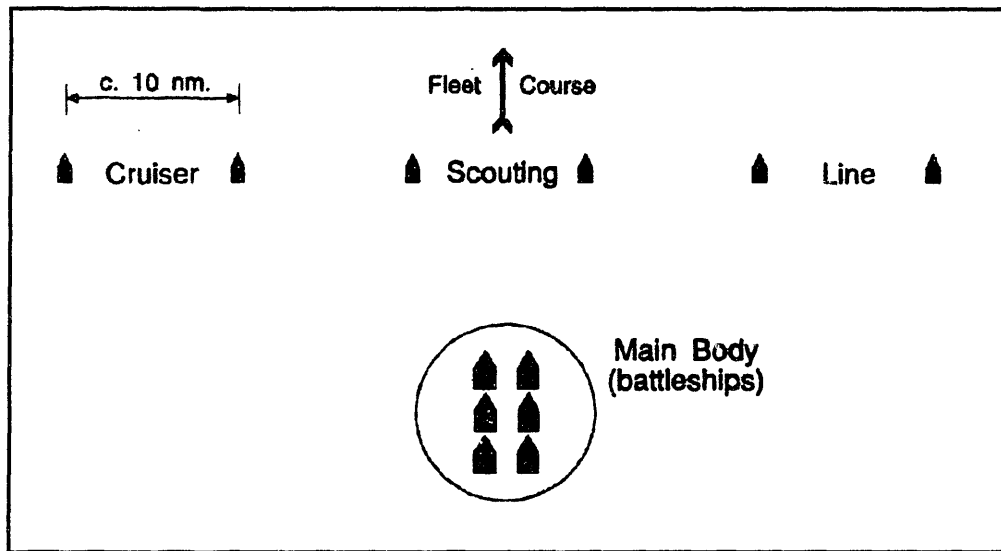 c. 10 nm.
Fleet Course
Cruiser Scouting Line
Main Body
(battleships)